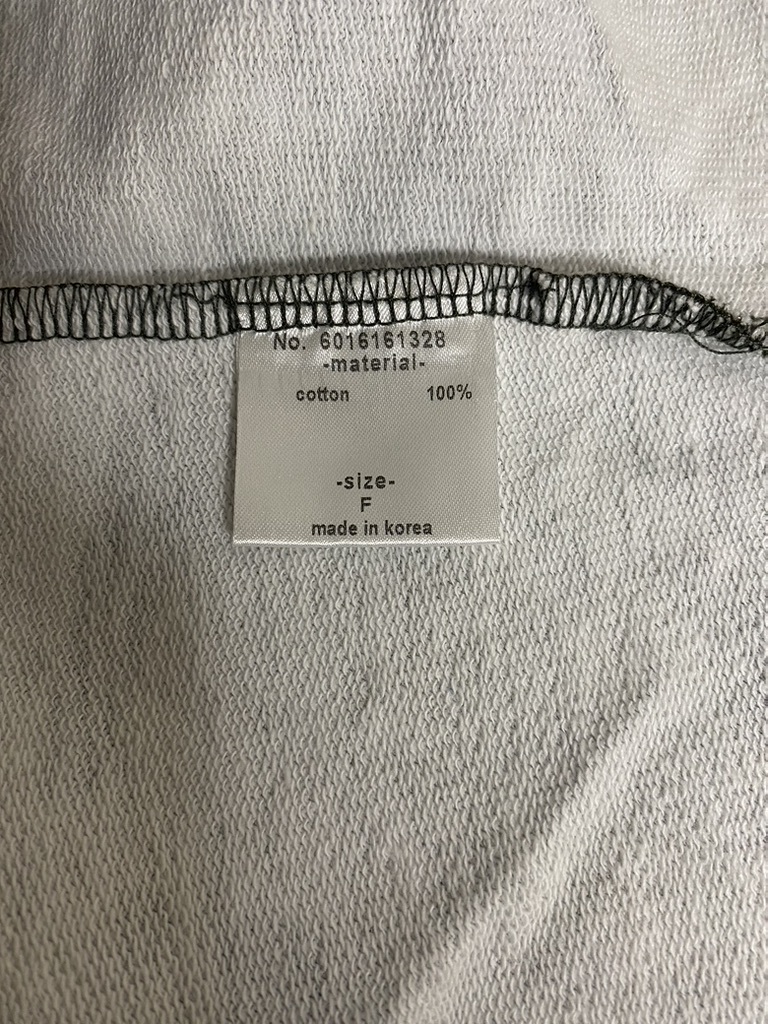 No. 6016161328
-material-
cotton 100%
-size-
F
made in korea